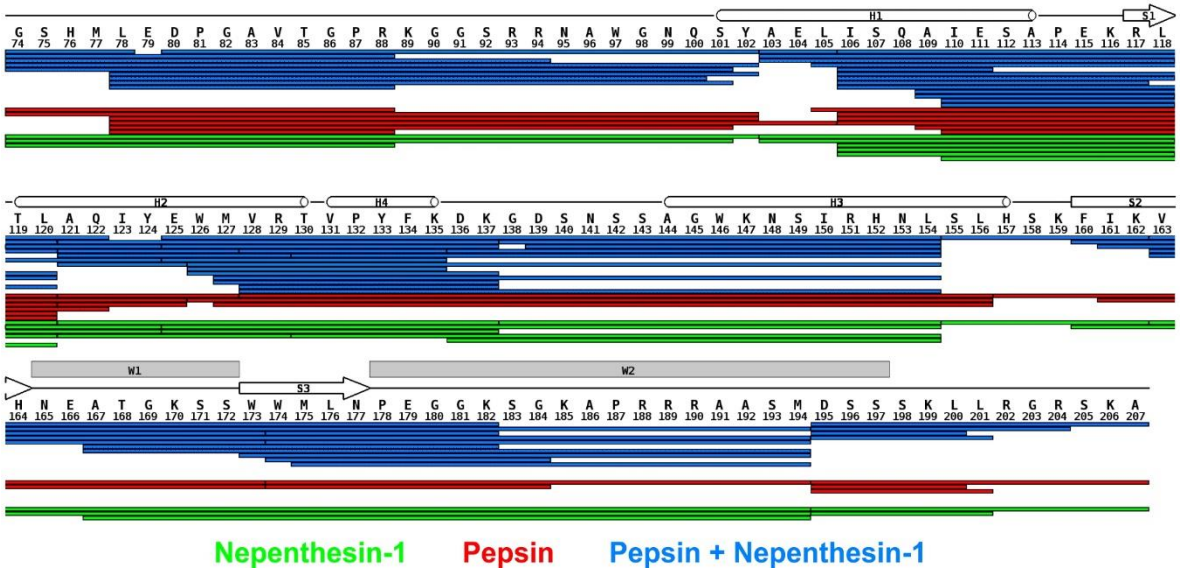 H1 S1
G S H M L E D P G A V T G P R K G G S R R N A W G N Q S Y A E L I S Q A I E S A P E K R L
74 75 76 77 78 79 80 81 82 83 84 85 86 87 88 89 90 91 92 93 94 95 96 97 98 99 100 101 102 103 104 105 106 107 108 109 110 111 112 113 114 115 116 117 118
H2 H4 H3 S2
T L A Q I Y E W M V R T V P Y F K D K G D S N S S A G W K N S I R H N L S L H S K F I K V
119 120 121 122 123 124 125 126 127 128 129 130 131 132 133 134 135 136 137 138 139 140 141 142 143 144 145 146 147 148 149 150 151 152 153 154 155 156 157 158 159 160 161 162 163
W1 W2
S3
H N E A T G K S S W W M L N P E G G K S G K A P R R R A A S M D S S S K L L R G R S K A
164 165 166 167 168 169 170 171 172 173 174 175 176 177 178 179 180 181 182 183 184 185 186 187 188 189 190 191 192 193 194 195 196 197 198 199 200 201 202 203 204 205 206 207
Nepenthesin-1 Pepsin Pepsin + Nepenthesin-1